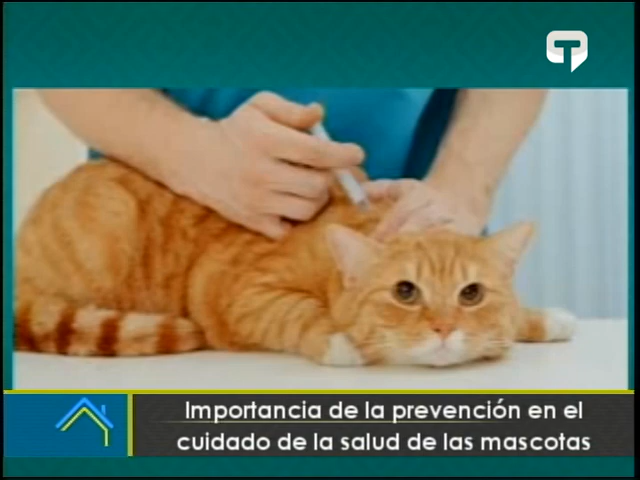 Importancia de la prevención en el
cuidado de la salud de las mascotas